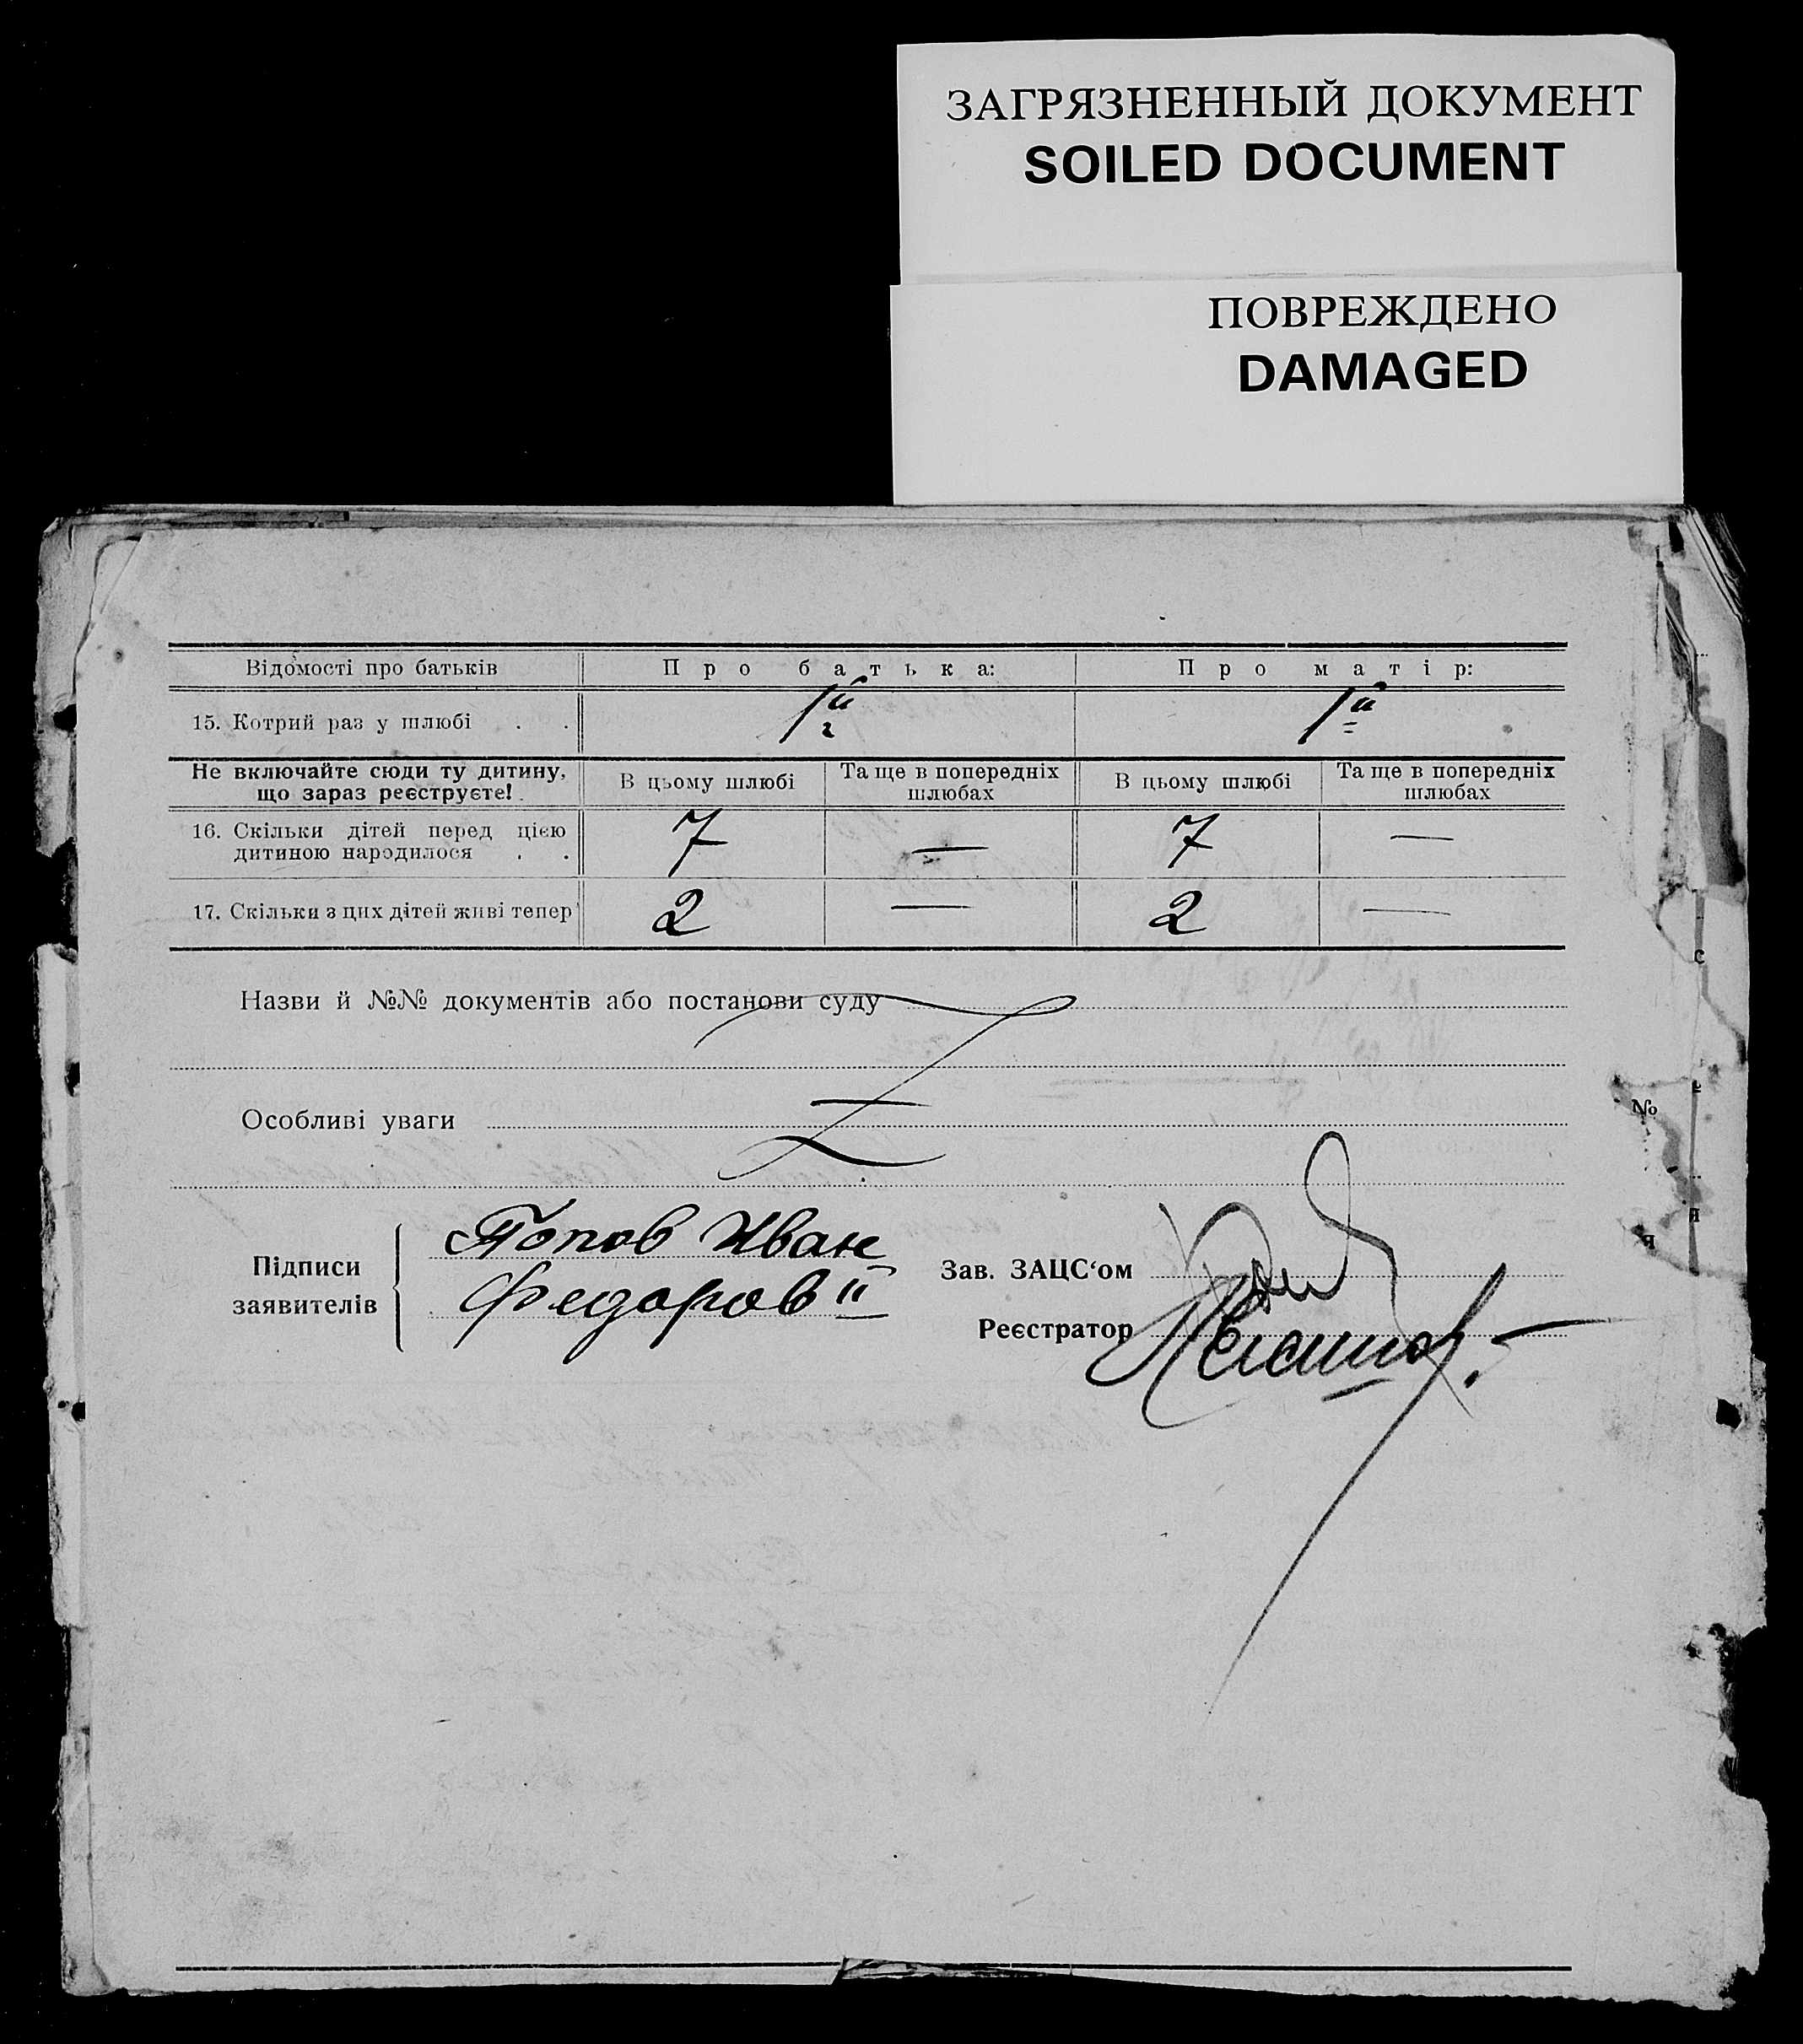 ЗАГРЯЗНЕННЫЙ ДОКУМЕНТ
SOILED DOCUMENT
ПОВРЕЖДЕНО
DAMAGED
Відомості про батьків Про батька: Про матір:
15. Котрий раз у шлюбі . . 1й 1й
Не включайте сюди ту дитину, що зараз реєструєте! В цьому шлюбі Та ще в попередніх шлюбах В цьому шлюбі Та ще в попередніх шлюбах
16. Скільки дітей перед цією дитиною народилося . . 7 — 7 —
17. Скільки з цих дітей живі тепер 2 — 2 —
Назви й №№ документів або постанови суду
Особливі уваги
№
я
Підписи заявителів
Попов Иван
Федоров
Зав. ЗАЦС‘ом
Реєстратор